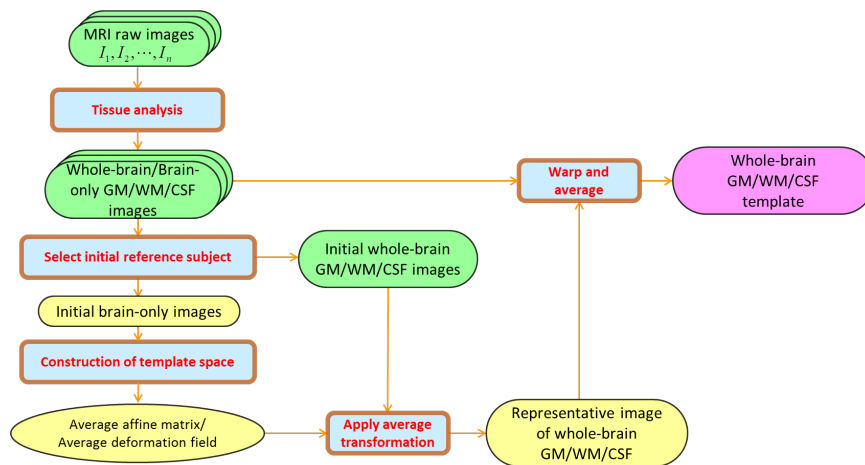 MRI raw images
I₁, I₂, ⋯, Iₙ
Tissue analysis
Whole-brain/Brain-
only GM/WM/CSF
images
Warp and
average
Whole-brain
GM/WM/CSF
template
Select initial reference subject
Initial whole-brain
GM/WM/CSF images
Initial brain-only images
Construction of template space
Average affine matrix/
Average deformation field
Apply average
transformation
Representative image
of whole-brain
GM/WM/CSF